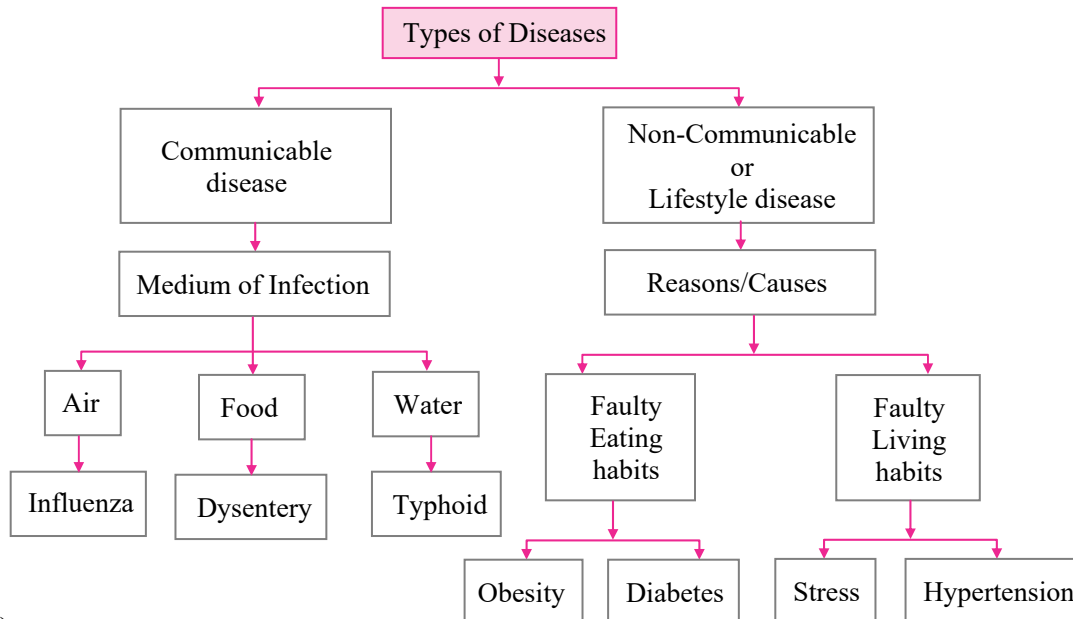 Types of Diseases
Communicable
disease
Non-Communicable
or
Lifestyle disease
Medium of Infection
Reasons/Causes
Air
Food
Water
Faulty
Eating
habits
Faulty
Living
habits
Influenza
Dysentery
Typhoid
Obesity
Diabetes
Stress
Hypertension